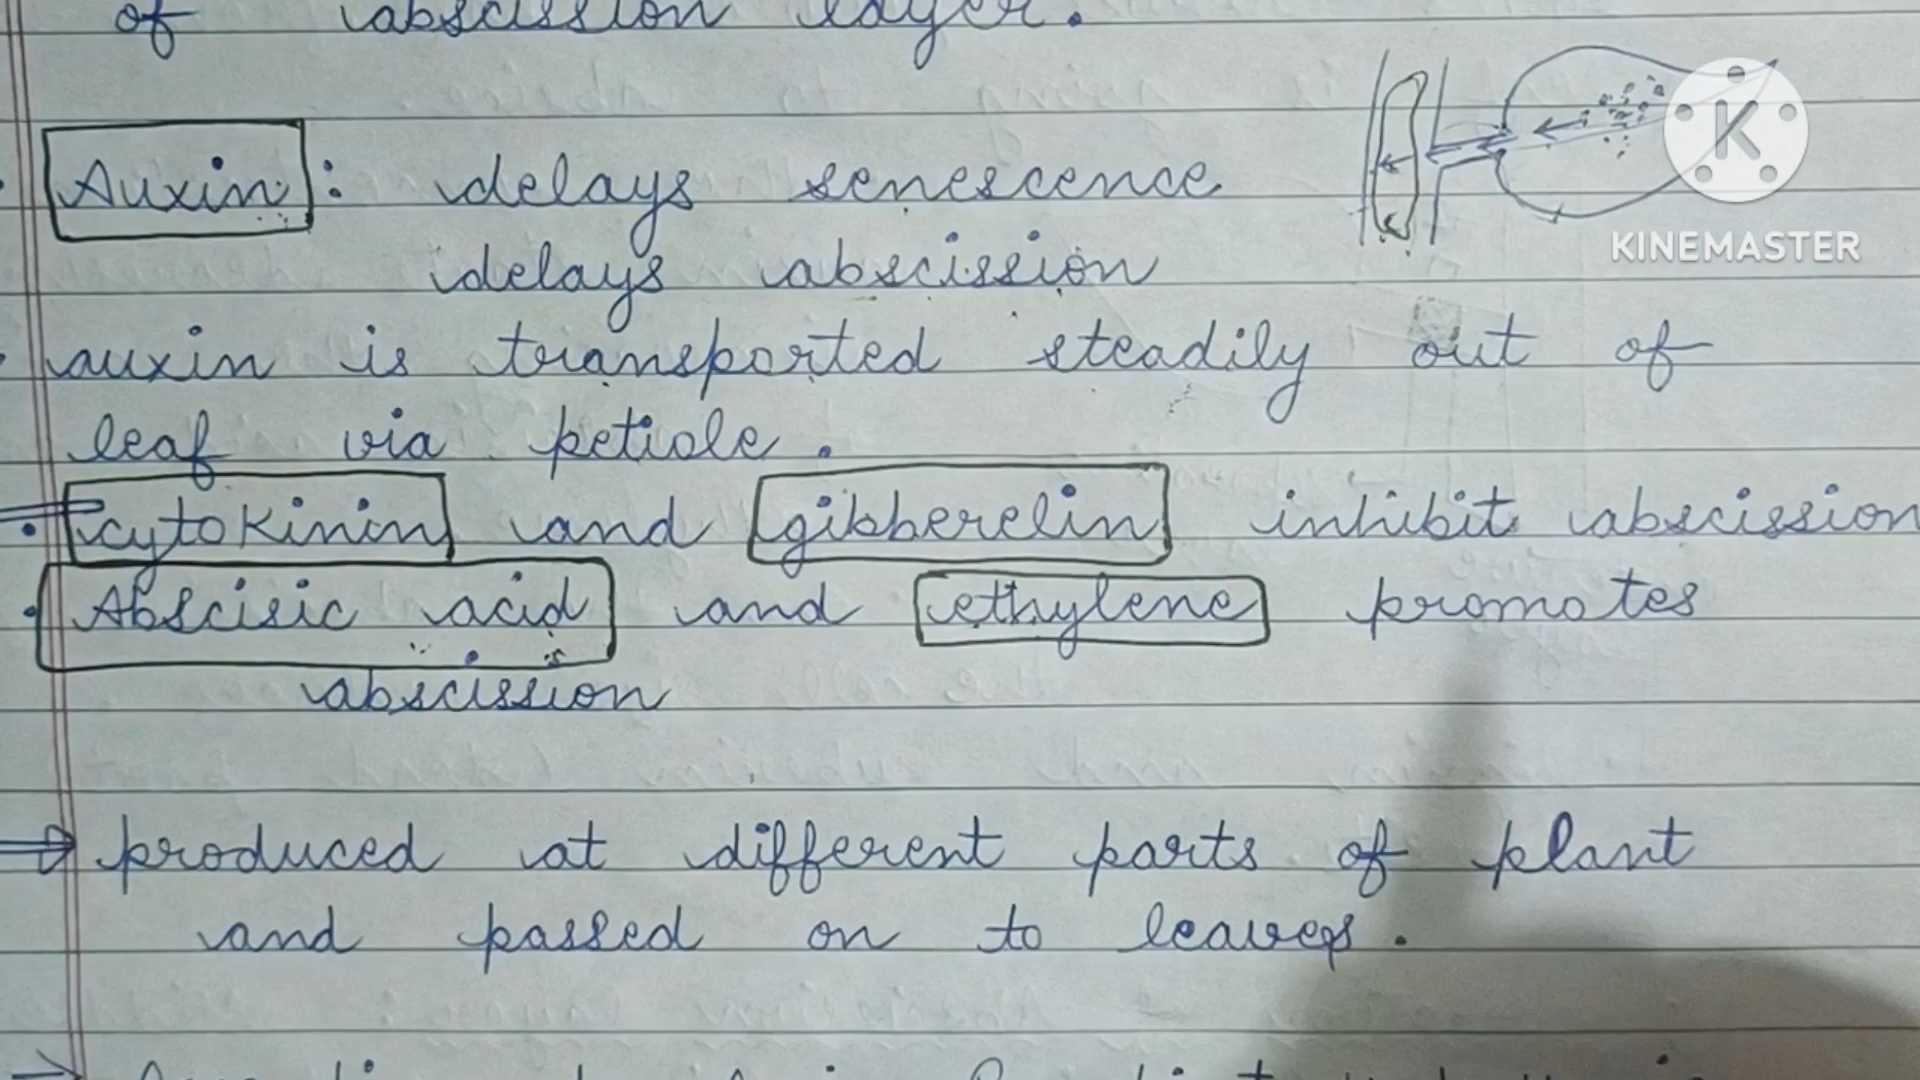 of abscission layer.
Auxin: delays senescence
delays abscission
KINEMASTER
auxin is transported steadily out of
leaf via petiole.
cytokinin and gibberelin inhibit abscission
Abscisic acid and ethylene promotes
abscission
produced at different parts of plant
and passed on to leaves.